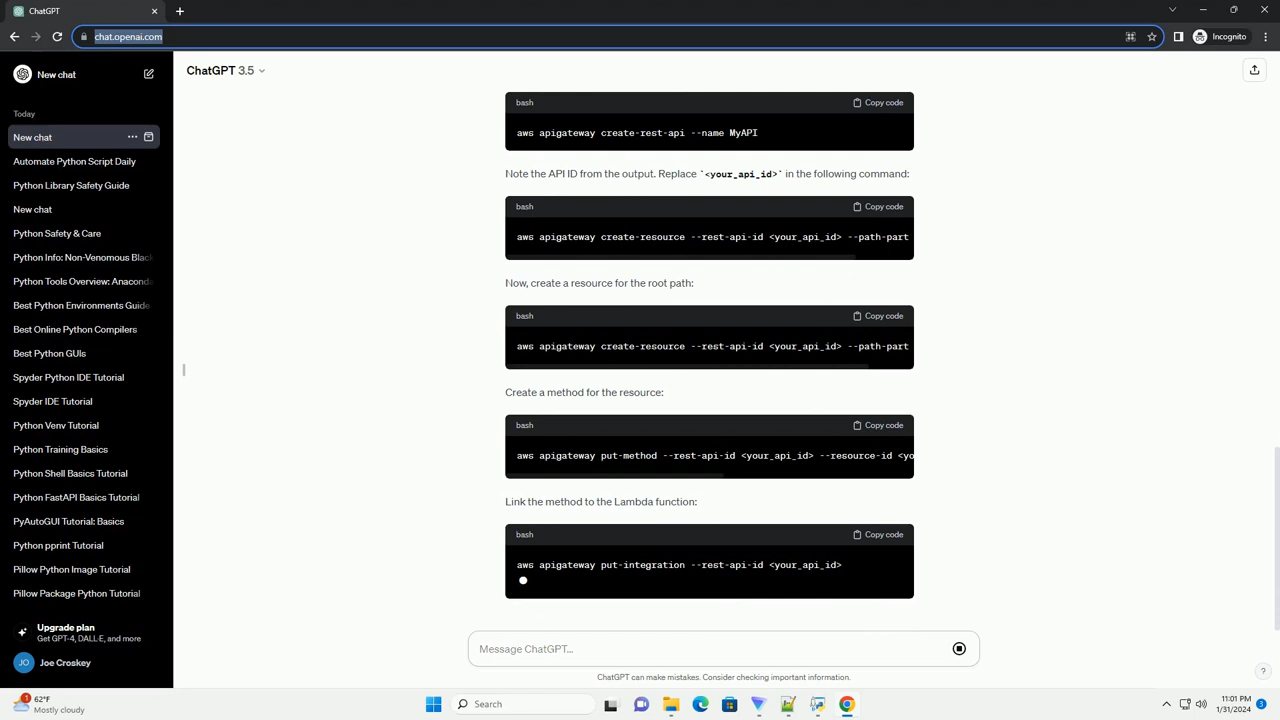 ChatGPT
chat.openai.com
Incognito
New chat
Today
New chat
Automate Python Script Daily
Python Library Safety Guide
New chat
Python Safety & Care
Python Info: Non-Venomous Blac
Python Tools Overview: Anaconda
Best Python Environments Guide
Best Online Python Compilers
Best Python GUIs
Spyder Python IDE Tutorial
Spyder IDE Tutorial
Python Venv Tutorial
Python Training Basics
Python Shell Basics Tutorial
Python FastAPI Basics Tutorial
PyAutoGUI Tutorial: Basics
Python pprint Tutorial
Pillow Python Image Tutorial
Pillow Package Python Tutorial
Upgrade plan
Get GPT-4, DALL·E, and more
JO Joe Croskey
ChatGPT 3.5
bash Copy code
aws apigateway create-rest-api --name MyAPI
Note the API ID from the output. Replace `<your_api_id>` in the following command:
bash Copy code
aws apigateway create-resource --rest-api-id <your_api_id> --path-part
Now, create a resource for the root path:
bash Copy code
aws apigateway create-resource --rest-api-id <your_api_id> --path-part
Create a method for the resource:
bash Copy code
aws apigateway put-method --rest-api-id <your_api_id> --resource-id <yo
Link the method to the Lambda function:
bash Copy code
aws apigateway put-integration --rest-api-id <your_api_id>
Message ChatGPT...
ChatGPT can make mistakes. Consider checking important information.
?
1
62°F
Mostly cloudy
Search
11:01 PM
1/31/2024
3